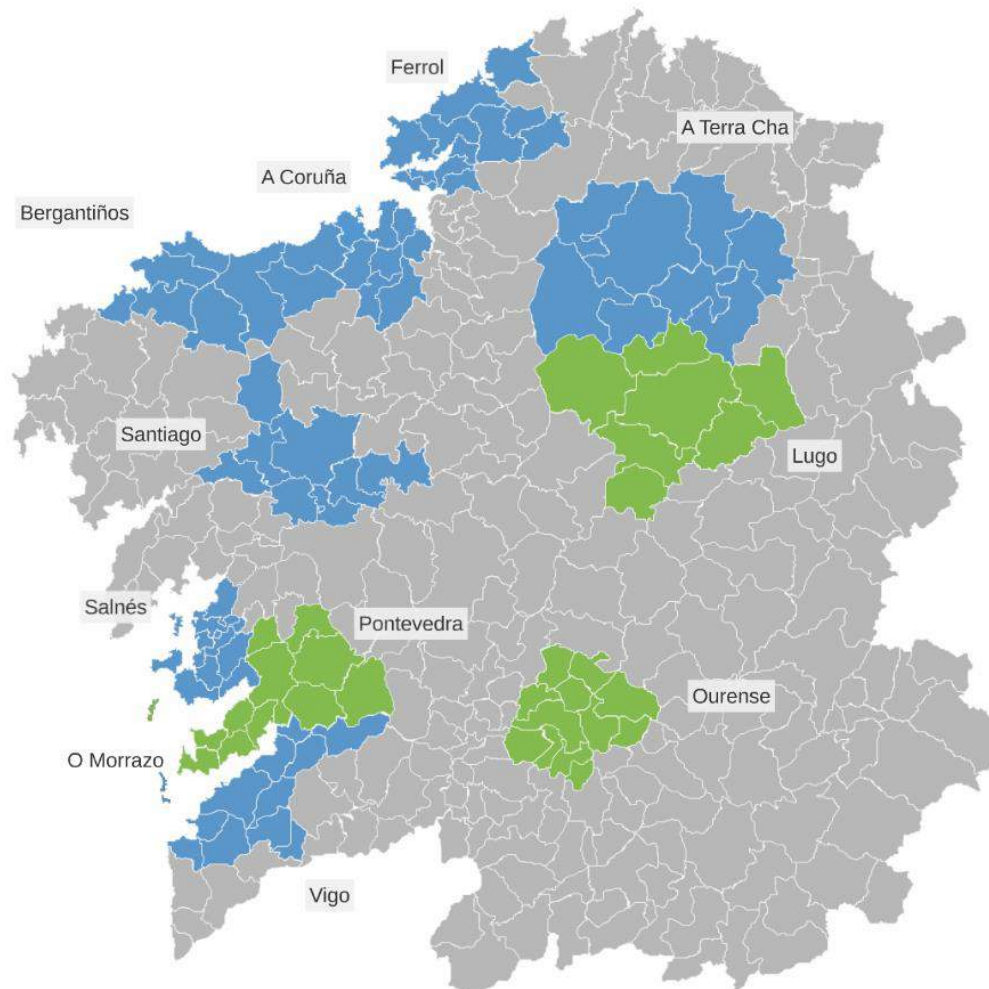 Ferrol
A Terra Cha
A Coruña
Bergantiños
Santiago
Lugo
Salnés
Pontevedra
Ourense
O Morrazo
Vigo